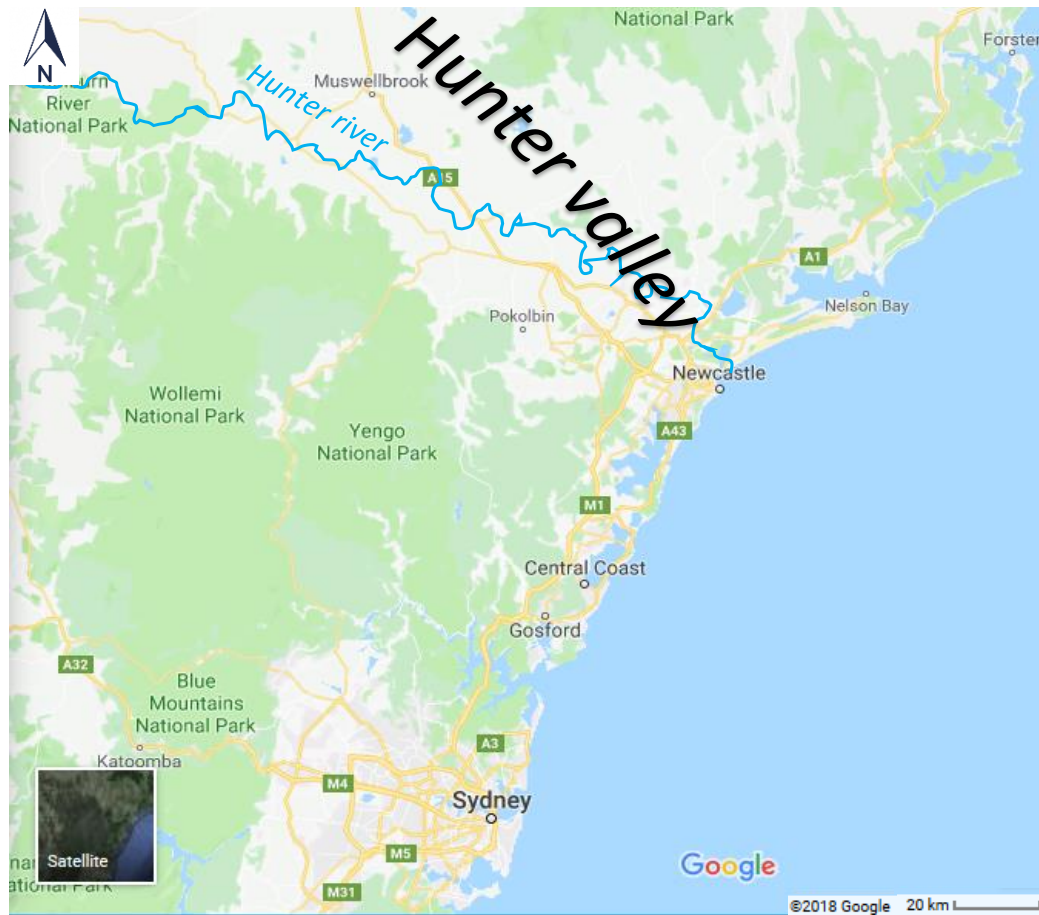 National Park
Forster
N
Hunter valley
Hunter river
Muswellbrook
River
National Park
A15
A1
Nelson Bay
Pokolbin
Newcastle
Wollemi
National Park
Yengo
National Park
A43
M1
Central Coast
Gosford
A32
Blue
Mountains
National Park
Katoomba
A3
M4
Sydney
Satellite
M5
Google
M31
©2018 Google 20 km